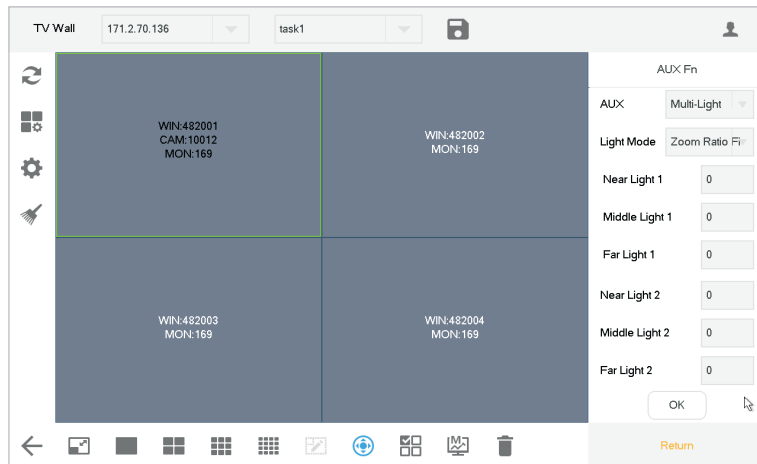 TV Wall
171.2.70.136
task1
AUX Fn
AUX
Multi-Light
Light Mode
Zoom Ratio Fi
Near Light 1
0
Middle Light 1
0
Far Light 1
0
Near Light 2
0
Middle Light 2
0
Far Light 2
0
OK
Return
WIN:482001
CAM:10012
MON:169
WIN:482002
MON:169
WIN:482003
MON:169
WIN:482004
MON:169
M